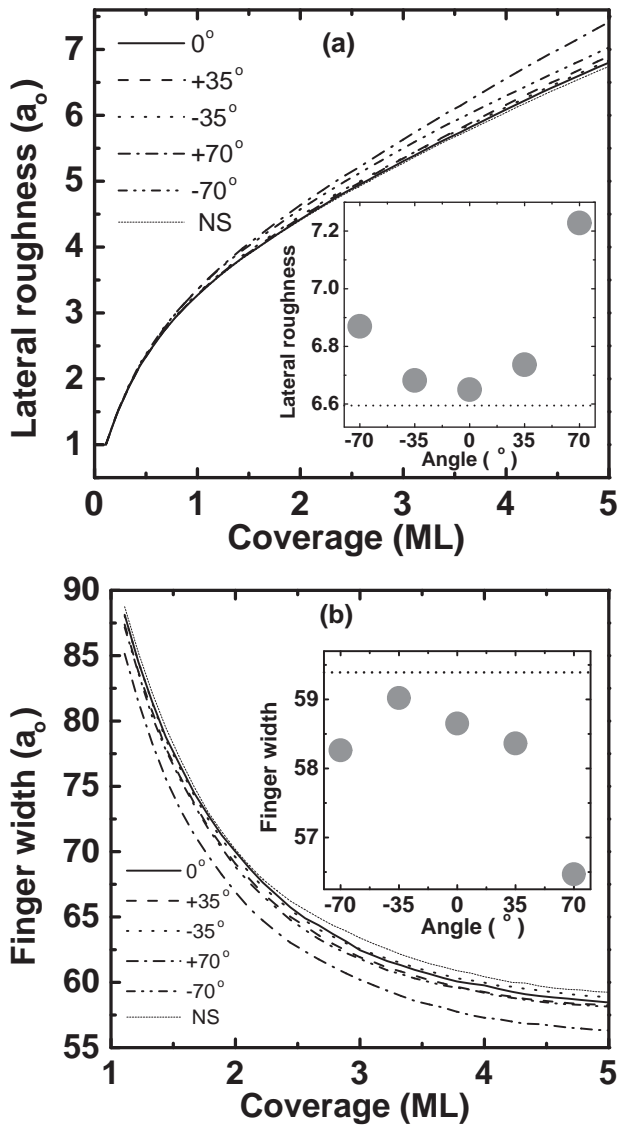 (a)
0°
+35°
-35°
+70°
-70°
NS
Lateral roughness (aₒ)
7
6
5
4
3
2
1
0 1 2 3 4 5
Coverage (ML)
Lateral roughness
7.2
7.0
6.8
6.6
-70 -35 0 35 70
Angle ( °)
(b)
Finger width (aₒ)
90
85
80
75
70
65
60
55
0°
+35°
-35°
+70°
-70°
NS
1 2 3 4 5
Coverage (ML)
Finger width
59
58
57
-70 -35 0 35 70
Angle ( °)